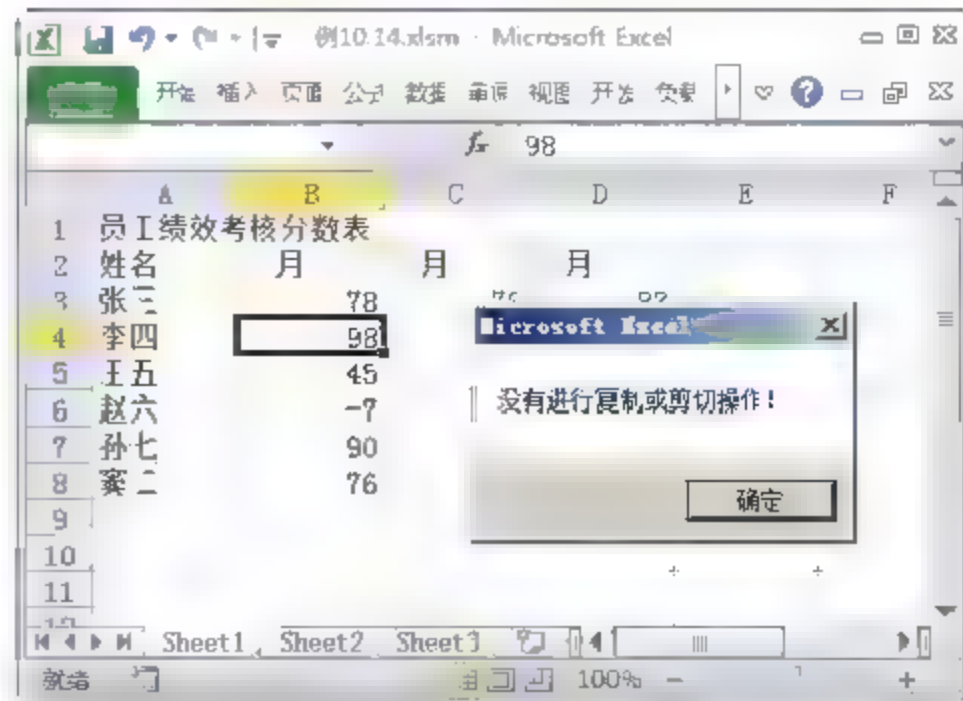 例10.14.xlsm - Microsoft Excel
开始 插入 页面 公式 数据 审阅 视图 开发
98
A B C D E F
1 员工绩效考核分数表
2 姓名 月 月 月
3 张三 78
4 李四 98
5 王五 45
6 赵六 -7
7 孙七 90
8 窦二 76
9
10
11
Microsoft Excel
没有进行复制或剪切操作!
确定
Sheet1 Sheet2 Sheet3
就绪 100%